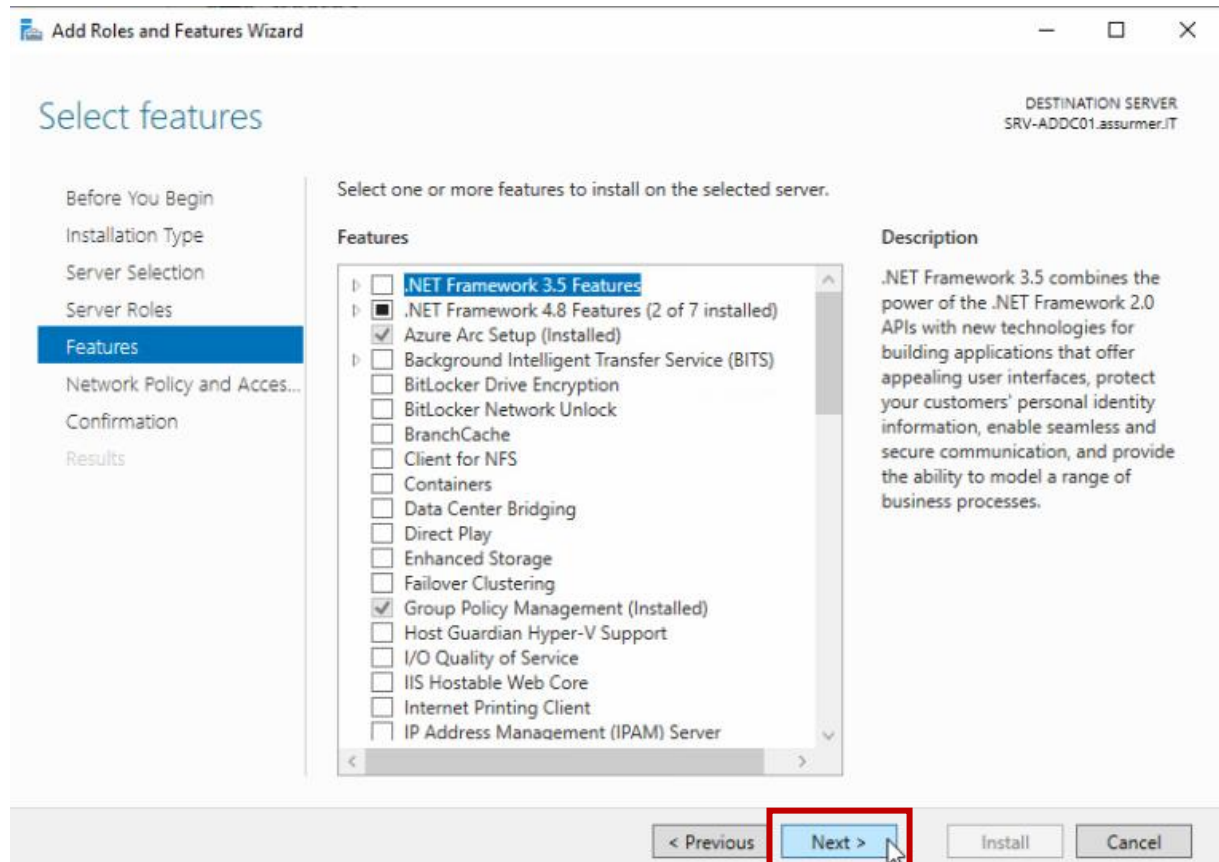 Add Roles and Features Wizard
Select features
DESTINATION SERVER
SRV-ADDC01.assurmer.IT
Before You Begin
Installation Type
Server Selection
Server Roles
Features
Network Policy and Acces...
Confirmation
Results
Select one or more features to install on the selected server.
Features
.NET Framework 3.5 Features
.NET Framework 4.8 Features (2 of 7 installed)
Azure Arc Setup (Installed)
Background Intelligent Transfer Service (BITS)
BitLocker Drive Encryption
BitLocker Network Unlock
BranchCache
Client for NFS
Containers
Data Center Bridging
Direct Play
Enhanced Storage
Failover Clustering
Group Policy Management (Installed)
Host Guardian Hyper-V Support
I/O Quality of Service
IIS Hostable Web Core
Internet Printing Client
IP Address Management (IPAM) Server
Description
.NET Framework 3.5 combines the
power of the .NET Framework 2.0
APIs with new technologies for
building applications that offer
appealing user interfaces, protect
your customers' personal identity
information, enable seamless and
secure communication, and provide
the ability to model a range of
business processes.
< Previous
Next >
Install
Cancel